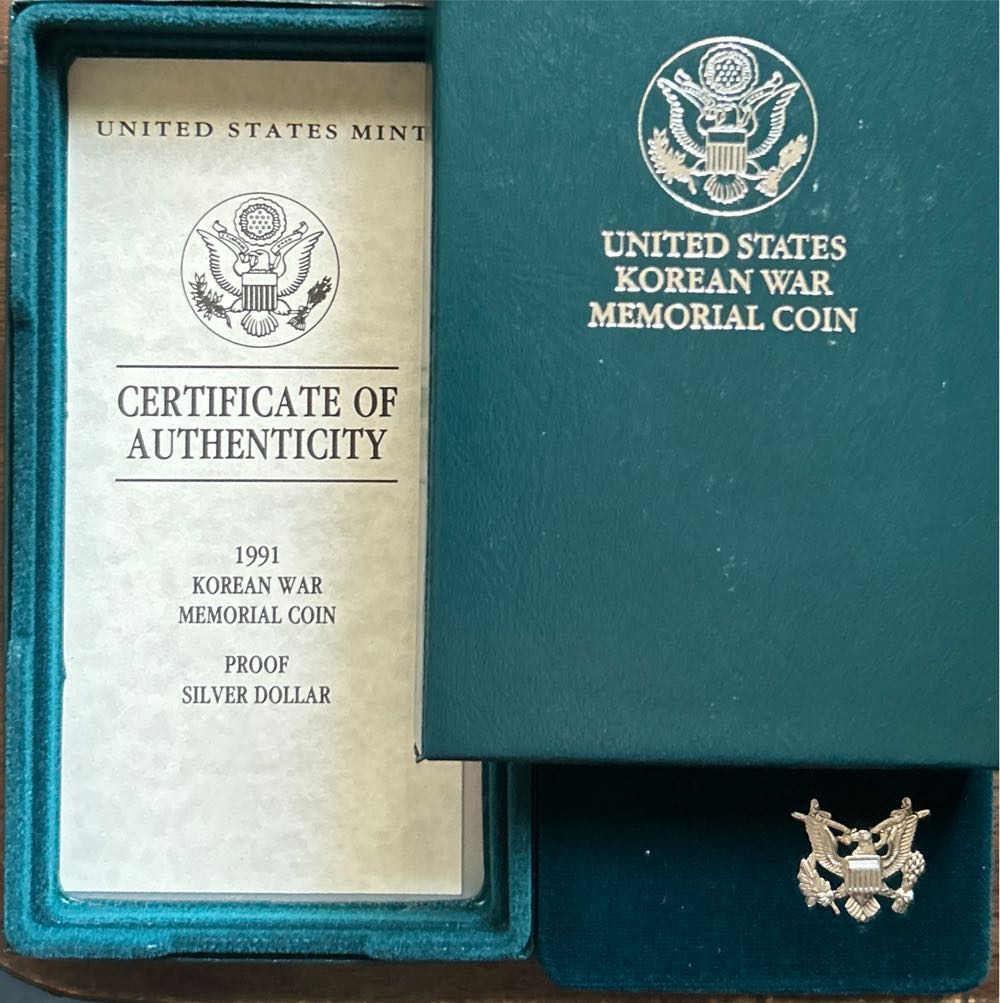 UNITED STATES MINT
CERTIFICATE OF
AUTHENTICITY
1991
KOREAN WAR
MEMORIAL COIN
PROOF
SILVER DOLLAR
UNITED STATES
KOREAN WAR
MEMORIAL COIN